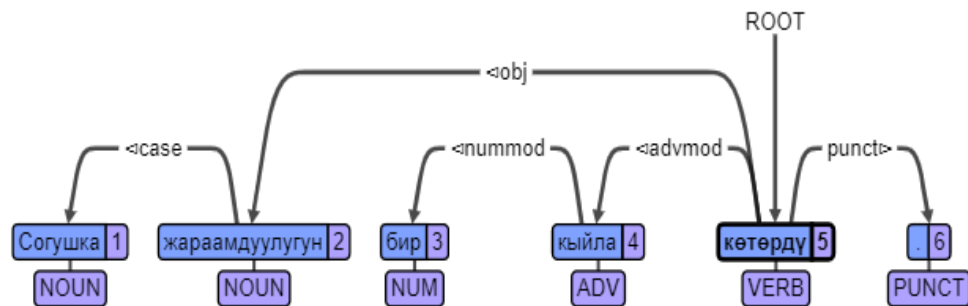 ROOT
⊲obj
⊲case ⊲nummod ⊲advmod punct⊳
Согушка 1 жараамдуулугун 2 бир 3 кыйла 4 көтөрдү 5 . 6
NOUN NOUN NUM ADV VERB PUNCT